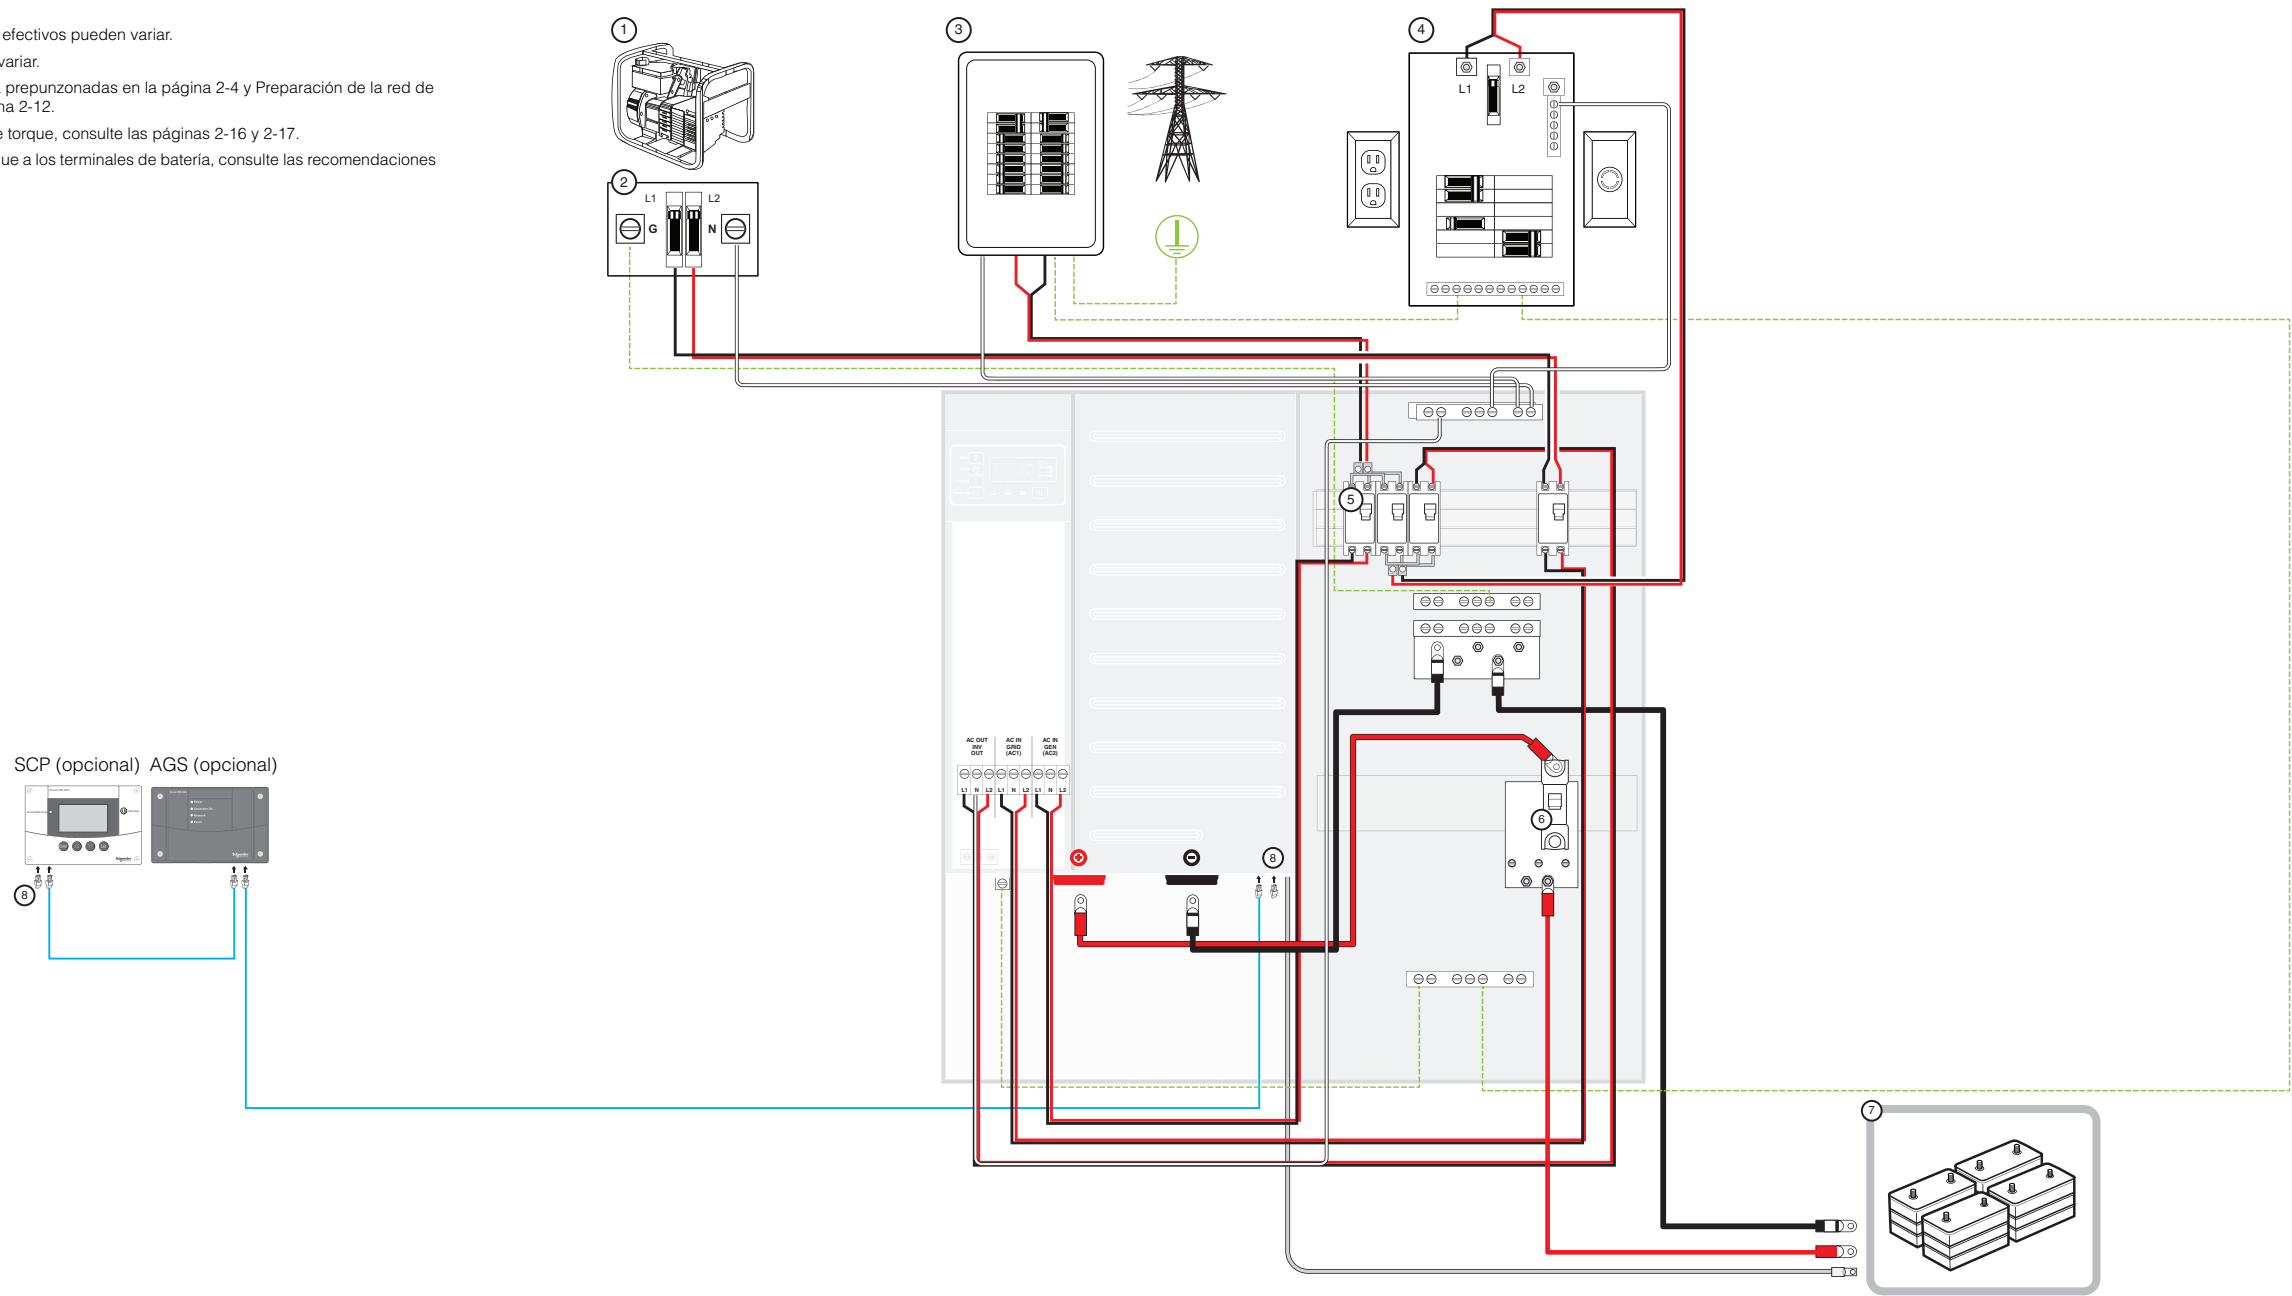 efectivos pueden variar.
variar.
prepunzonadas en la página 2-4 y Preparación de la red de
na 2-12.
e torque, consulte las páginas 2-16 y 2-17.
ue a los terminales de batería, consulte las recomendaciones
1
3
4
L1 L2
2
L1 L2
G N
5
AC OUT
INV
OUT
AC IN
GRID
(AC1)
AC IN
GEN
(AC2)
L1 N L2 L1 N L2 L1 N L2
SCP (opcional) AGS (opcional)
6
8
8
7